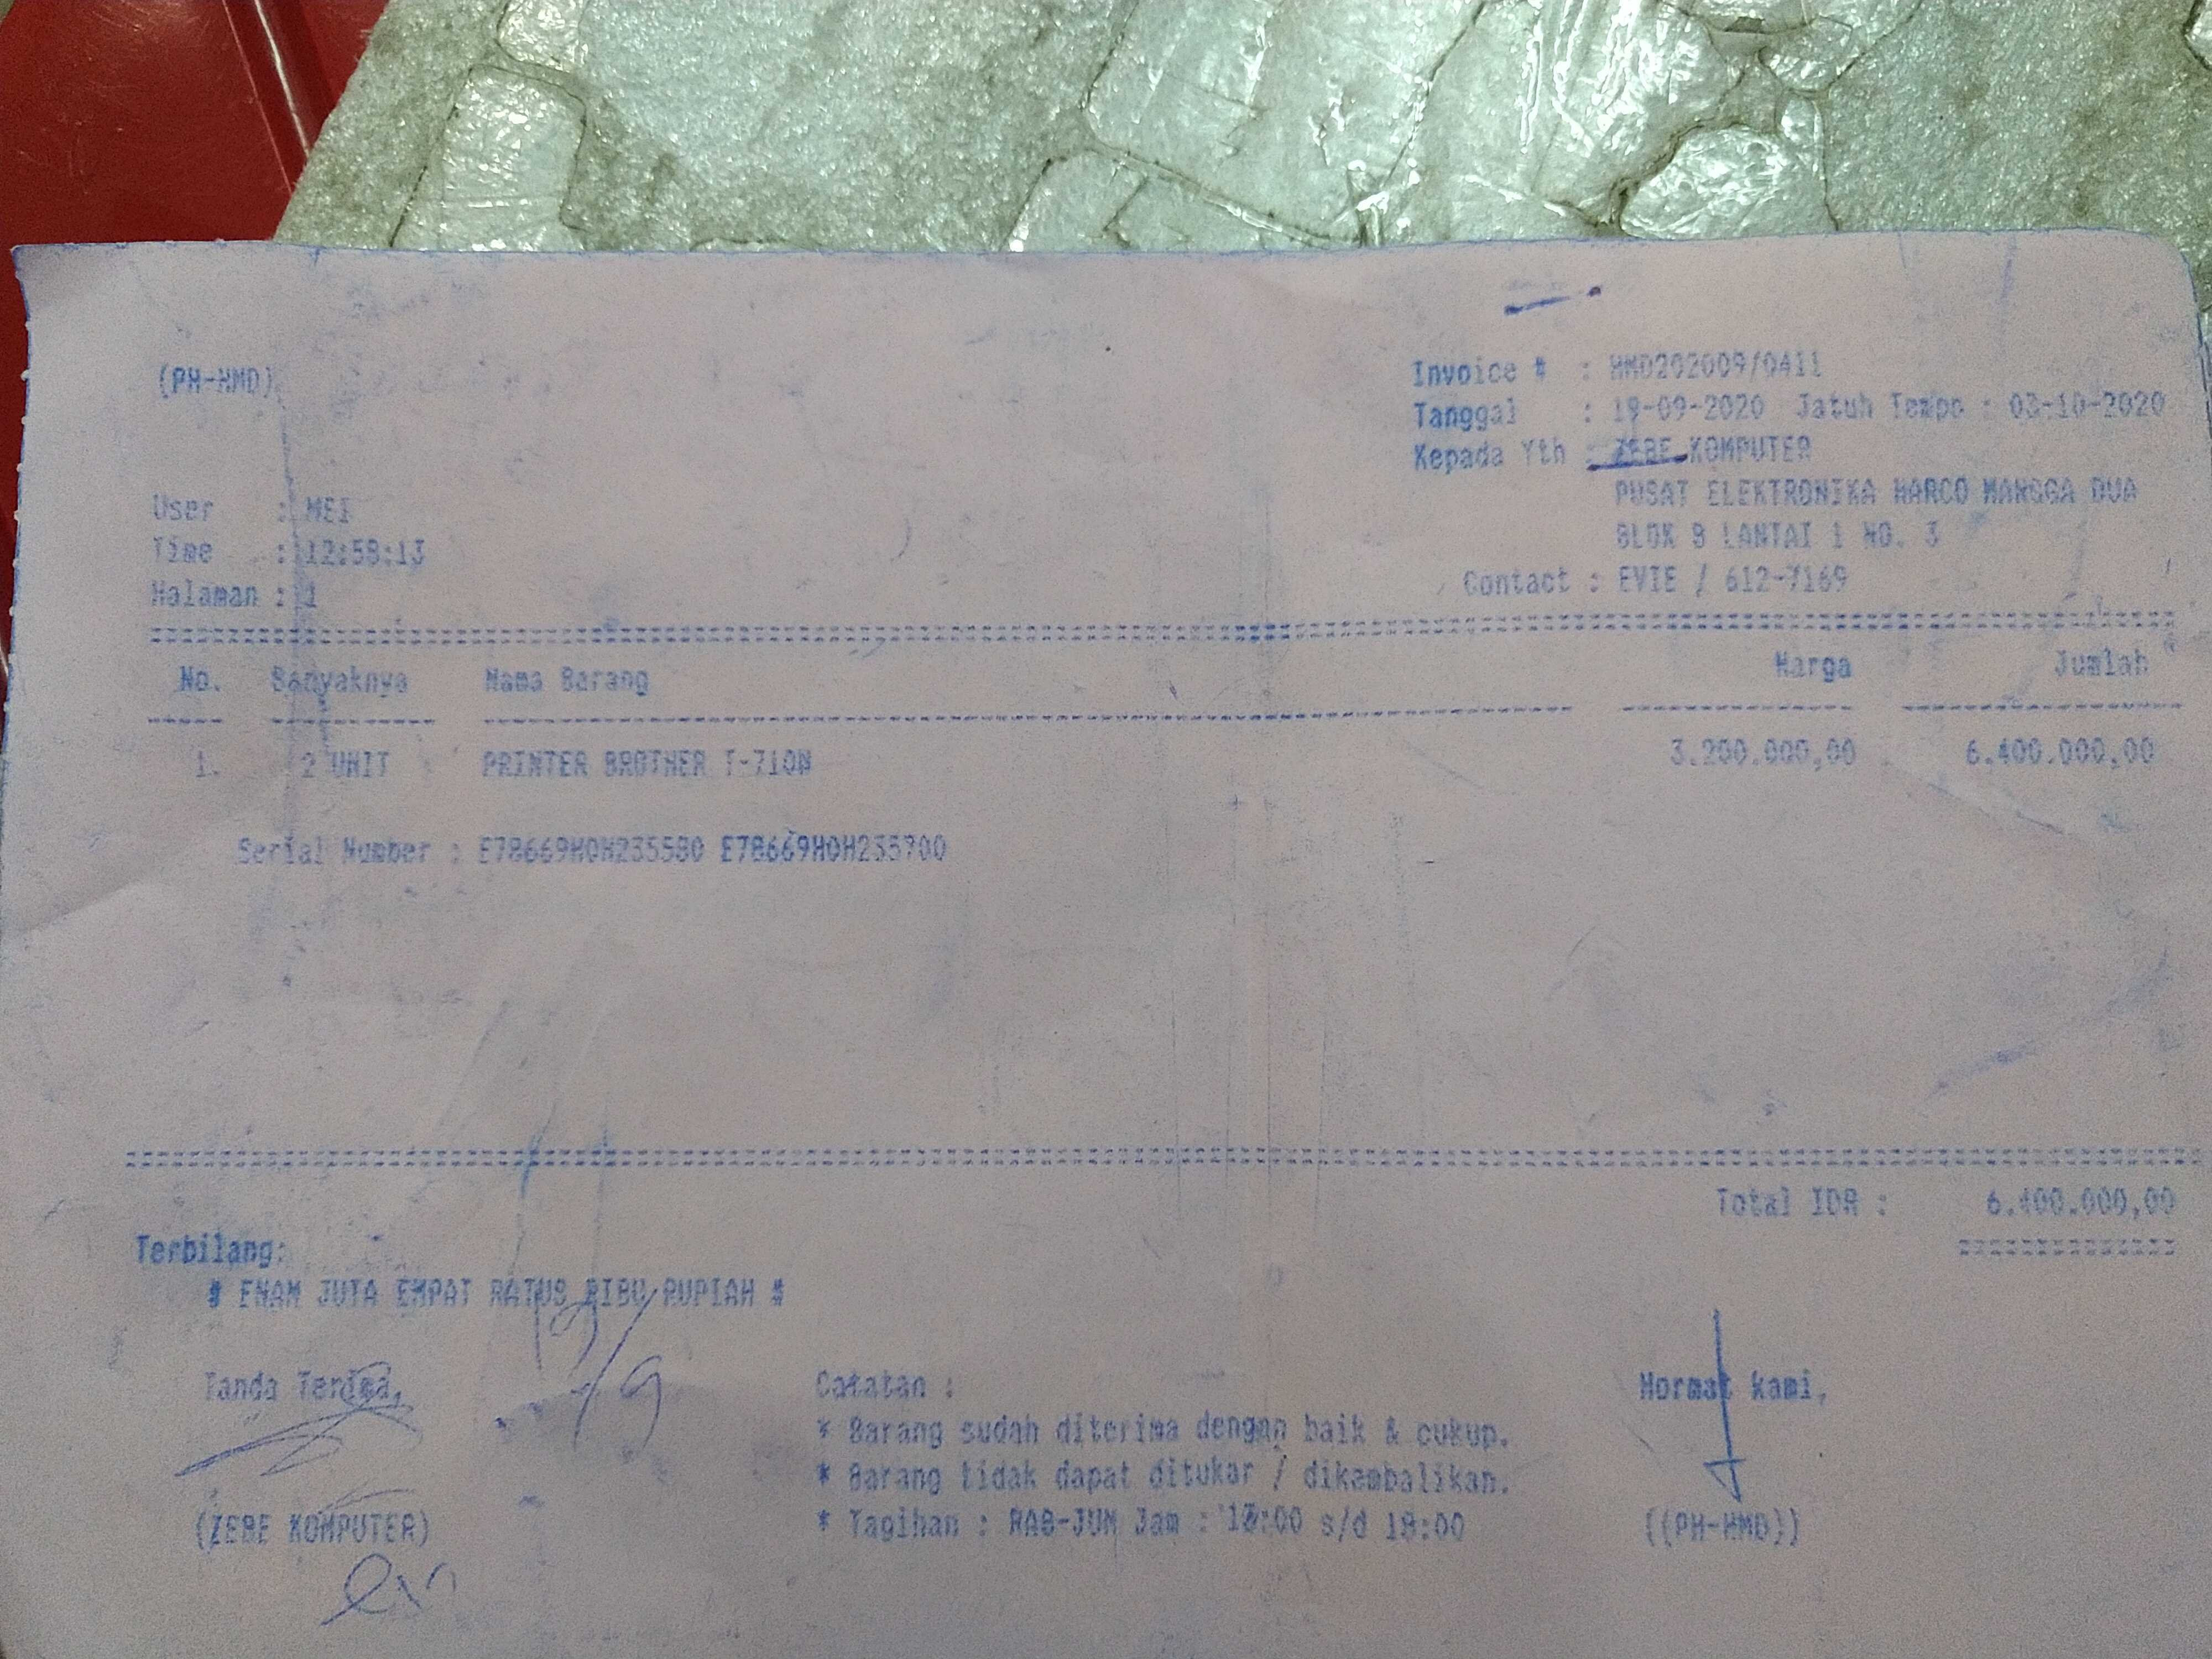 (PH-HMD)
Invoice # : HMD202009/0411
Tanggal : 19-09-2020 Jatuh Tempo : 03-10-2020
Kepada Yth : ZEBE KOMPUTER
PUSAT ELEKTRONIKA HARCO MANGGA DUA
BLOK B LANTAI 1 NO. 3
Contact : EVIE / 612-7169
User : MEI
Time : 12:58:13
Halaman : 1
No. Banyaknya Nama Barang Harga Jumlah
1. 2 UNIT PRINTER BROTHER T-710W 3.200.000,00 6.400.000,00
Serial Number : E78669H0H235580 E78669H0H235700
Total IDR : 6.400.000,00
Terbilang:
# ENAM JUTA EMPAT RATUS RIBU RUPIAH #
19/9
Tanda Terima,
Catatan :
Hormat kami,
* Barang sudah diterima dengan baik & cukup.
* Barang tidak dapat ditukar / dikembalikan.
* Tagihan : RAB-JUM Jam : 13:00 s/d 18:00
(ZEBE KOMPUTER)
((PH-HMD))